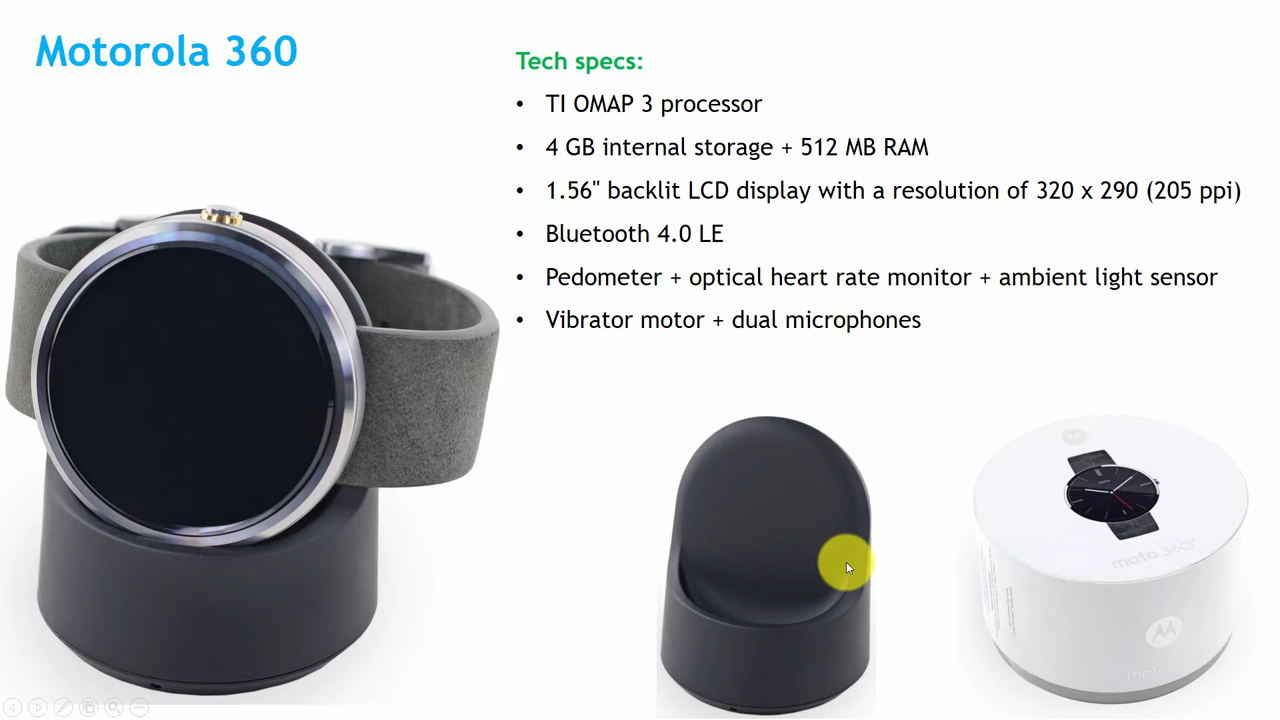 Motorola 360
Tech specs:
• TI OMAP 3 processor
• 4 GB internal storage + 512 MB RAM
• 1.56" backlit LCD display with a resolution of 320 x 290 (205 ppi)
• Bluetooth 4.0 LE
• Pedometer + optical heart rate monitor + ambient light sensor
• Vibrator motor + dual microphones
moto 360